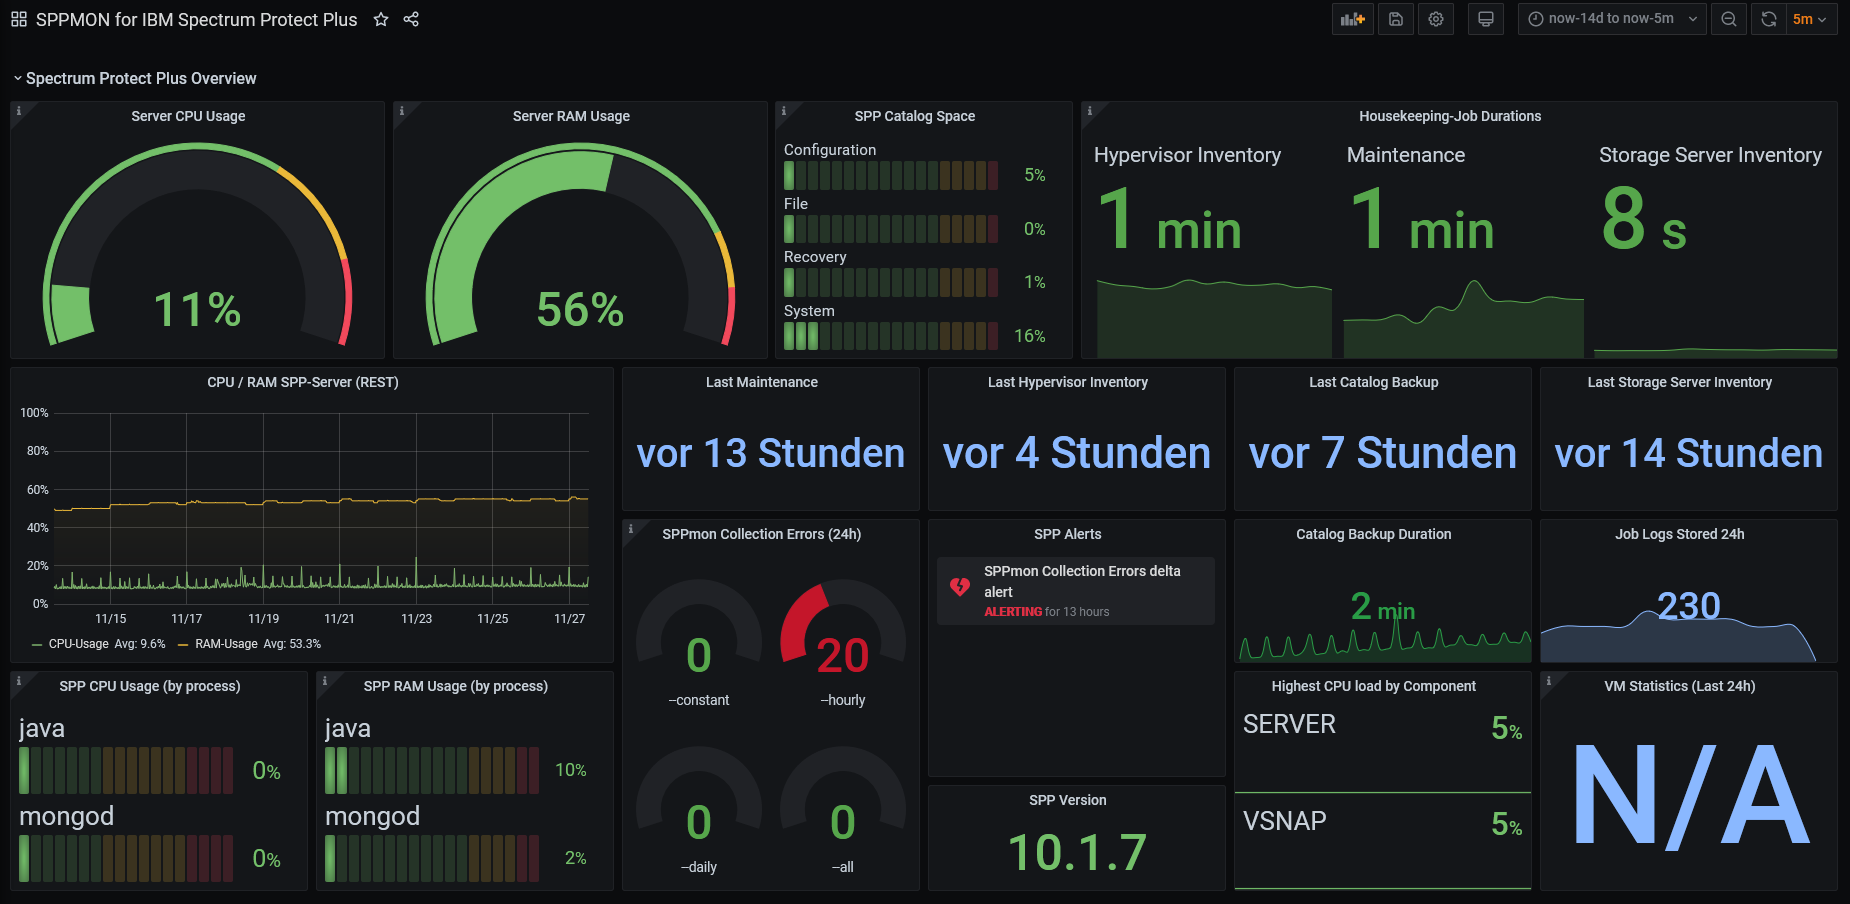 SPPMON for IBM Spectrum Protect Plus
now-14d to now-5m
5m
Spectrum Protect Plus Overview
Server CPU Usage
11%
Server RAM Usage
56%
SPP Catalog Space
Configuration
5%
File
0%
Recovery
1%
System
16%
Housekeeping-Job Durations
Hypervisor Inventory
1 min
Maintenance
1 min
Storage Server Inventory
8 s
CPU / RAM SPP-Server (REST)
100%
80%
60%
40%
20%
0%
11/15 11/17 11/19 11/21 11/23 11/25 11/27
CPU-Usage Avg: 9.6% RAM-Usage Avg: 53.3%
Last Maintenance
vor 13 Stunden
Last Hypervisor Inventory
vor 4 Stunden
Last Catalog Backup
vor 7 Stunden
Last Storage Server Inventory
vor 14 Stunden
SPPmon Collection Errors (24h)
0
--constant
20
--hourly
0
--daily
0
--all
SPP Alerts
SPPmon Collection Errors delta
alert
ALERTING for 13 hours
Catalog Backup Duration
2 min
Job Logs Stored 24h
230
SPP CPU Usage (by process)
java
0%
mongod
0%
SPP RAM Usage (by process)
java
10%
mongod
2%
SPP Version
10.1.7
Highest CPU load by Component
SERVER
5%
VSNAP
5%
VM Statistics (Last 24h)
N/A